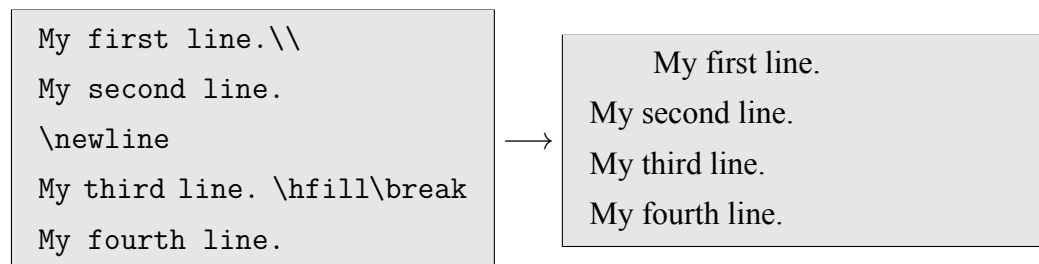 My first line.\\
My second line.
\newline
My third line. \hfill\break
My fourth line.
⟶
My first line.
My second line.
My third line.
My fourth line.